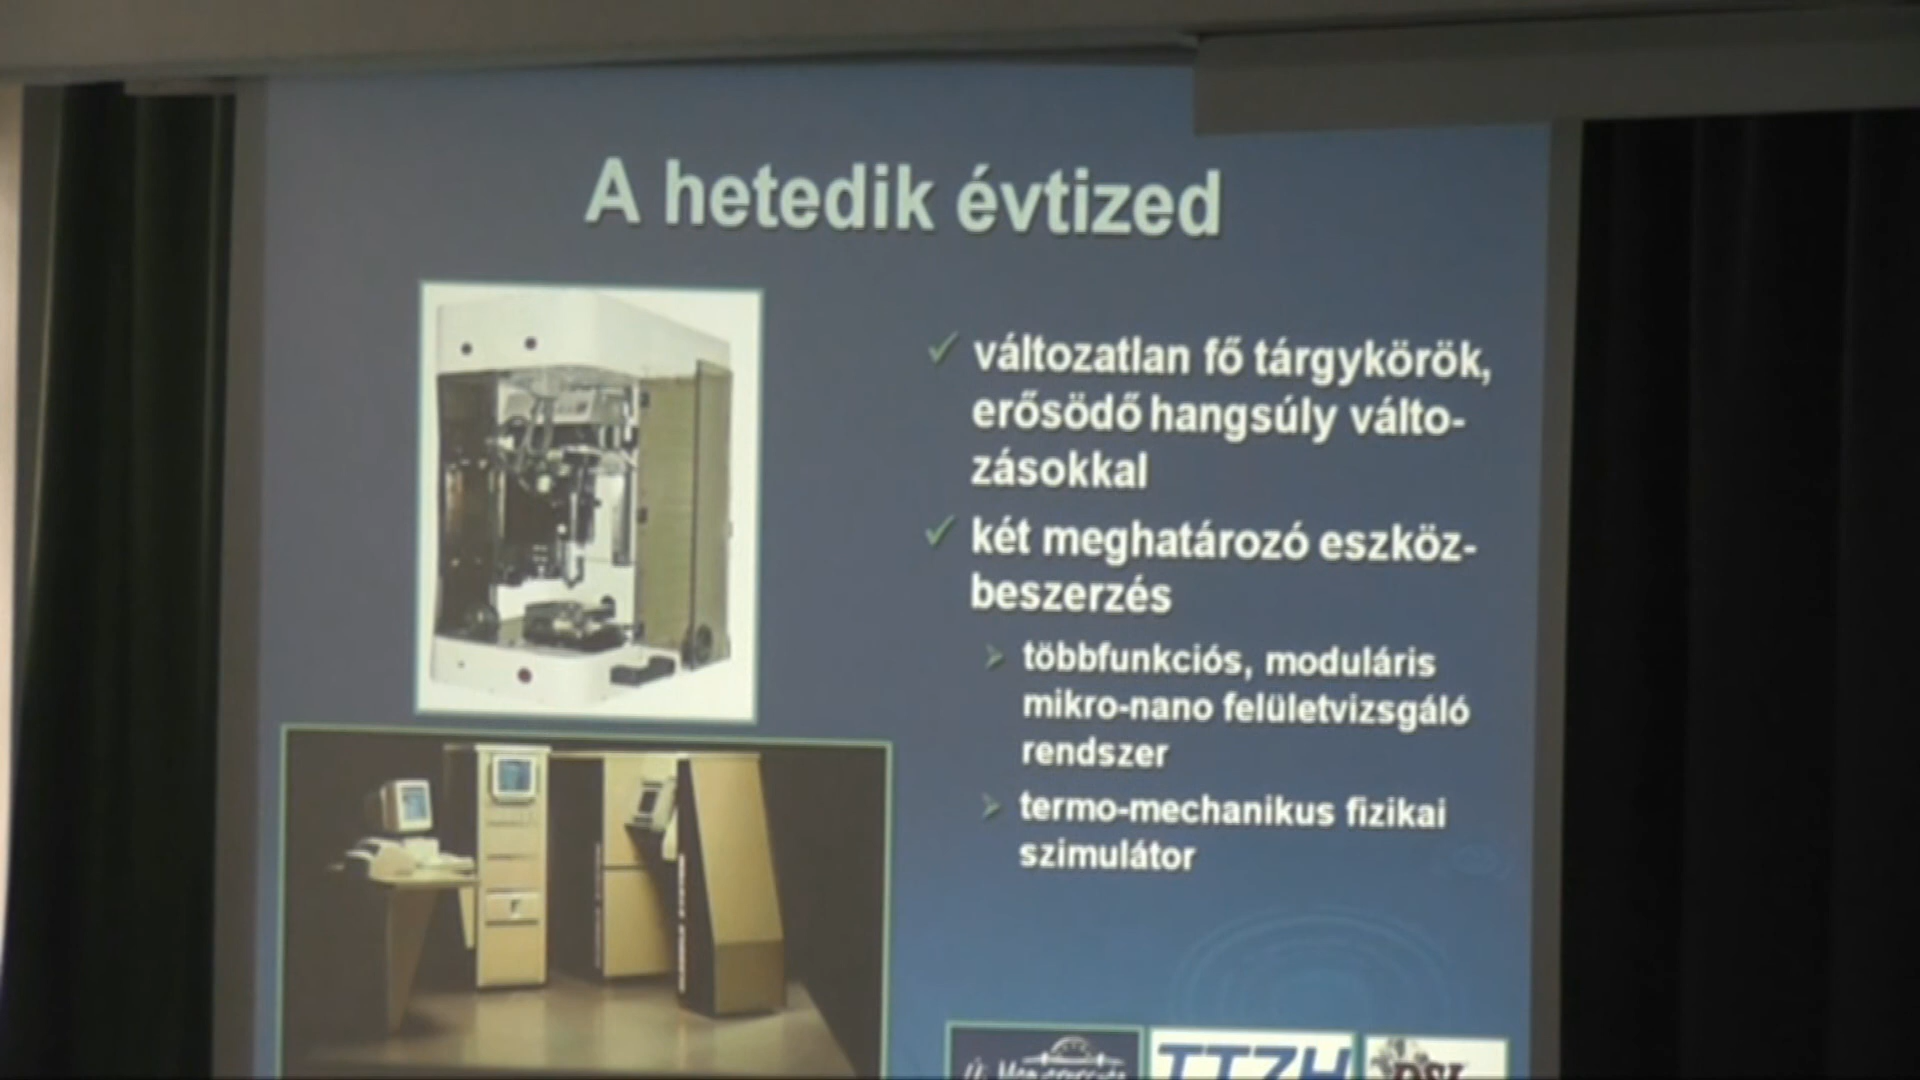 A hetedik évtized
változatlan fő tárgykörök,
erősödő hangsúly válto-
zásokkal
két meghatározó eszköz-
beszerzés
többfunkciós, moduláris
mikro-nano felületvizsgáló
rendszer
termo-mechanikus fizikai
szimulátor
DSI